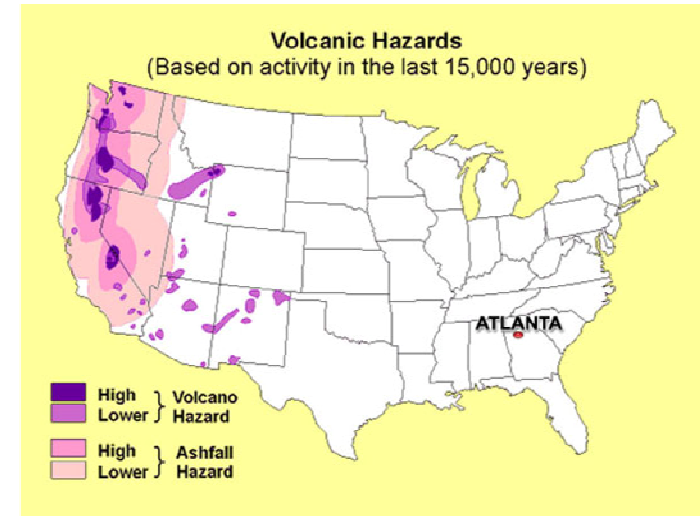 Volcanic Hazards
(Based on activity in the last 15,000 years)
ATLANTA
High
Lower
Volcano
Hazard
High
Lower
Ashfall
Hazard